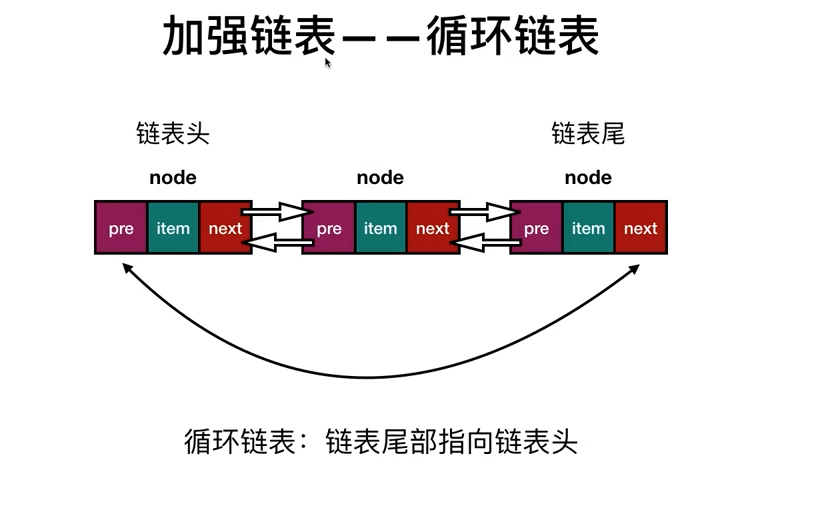 加强链表——循环链表
链表头 链表尾
node node node
pre item next pre item next pre item next
循环链表：链表尾部指向链表头